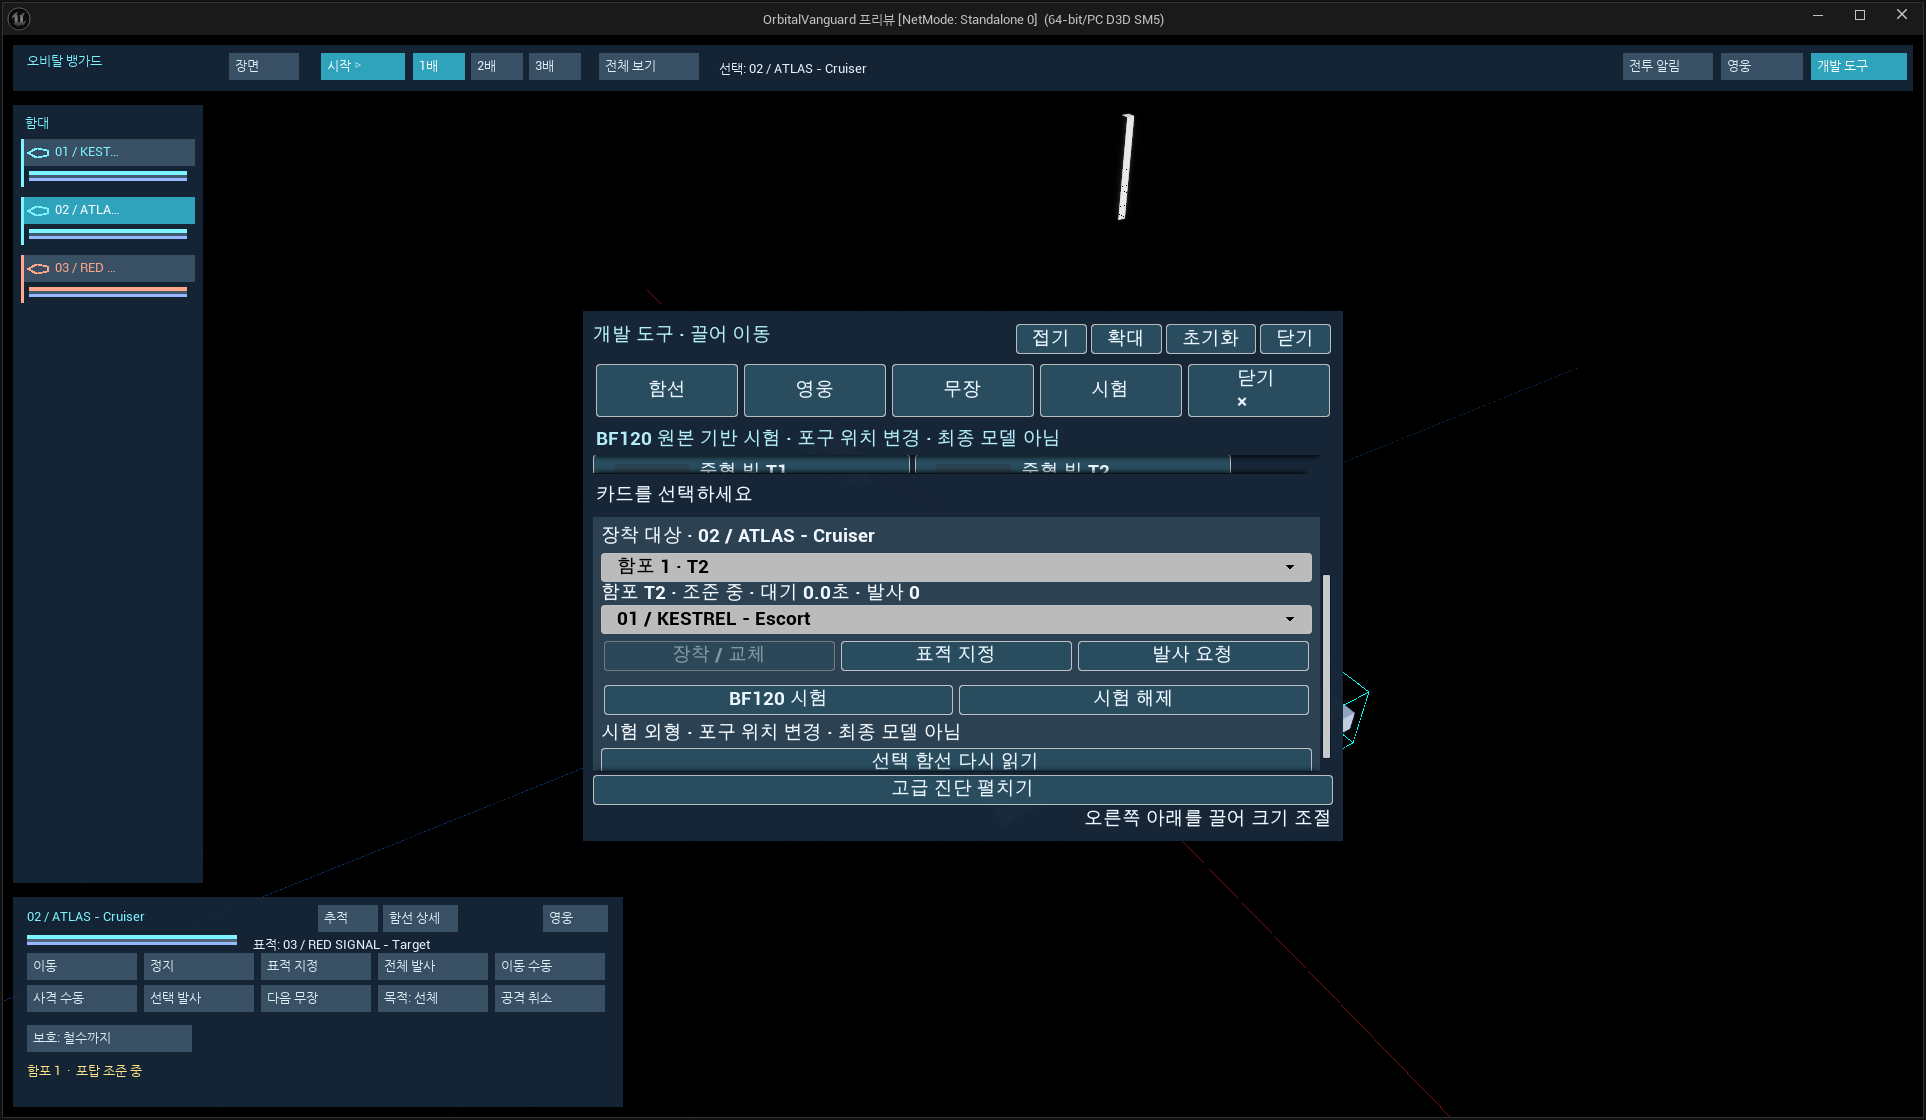 OrbitalVanguard 프리뷰 [NetMode: Standalone 0] (64-bit/PC D3D SM5)
오비탈 뱅가드
장면
시작 >
1배
2배
3배
전체 보기
선택: 02 / ATLAS - Cruiser
전투 알림
영웅
개발 도구
함대
01 / KEST...
02 / ATLA...
03 / RED ...
개발 도구 · 끌어 이동
접기
확대
초기화
닫기
함선
영웅
무장
시험
닫기
×
BF120 원본 기반 시험 · 포구 위치 변경 · 최종 모델 아님
중형 빔 T1
중형 빔 T2
카드를 선택하세요
장착 대상 · 02 / ATLAS - Cruiser
함포 1 · T2
함포 T2 · 조준 중 · 대기 0.0초 · 발사 0
01 / KESTREL - Escort
장착 / 교체
표적 지정
발사 요청
BF120 시험
시험 해제
시험 외형 · 포구 위치 변경 · 최종 모델 아님
선택 함선 다시 읽기
고급 진단 펼치기
오른쪽 아래를 끌어 크기 조절
02 / ATLAS - Cruiser
추적
함선 상세
영웅
표적: 03 / RED SIGNAL - Target
이동
정지
표적 지정
전체 발사
이동 수동
사격 수동
선택 발사
다음 무장
목적: 선체
공격 취소
보호: 철수까지
함포 1 · 포탑 조준 중